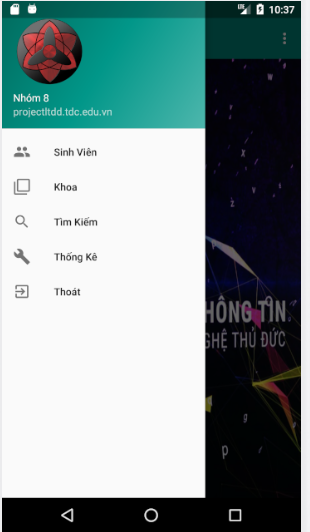 LTE 10:37
Nhóm 8
projectltdd.tdc.edu.vn
Sinh Viên
Khoa
Tìm Kiếm
Thống Kê
Thoát
HÔNG TIN
GHỆ THỦ ĐỨC